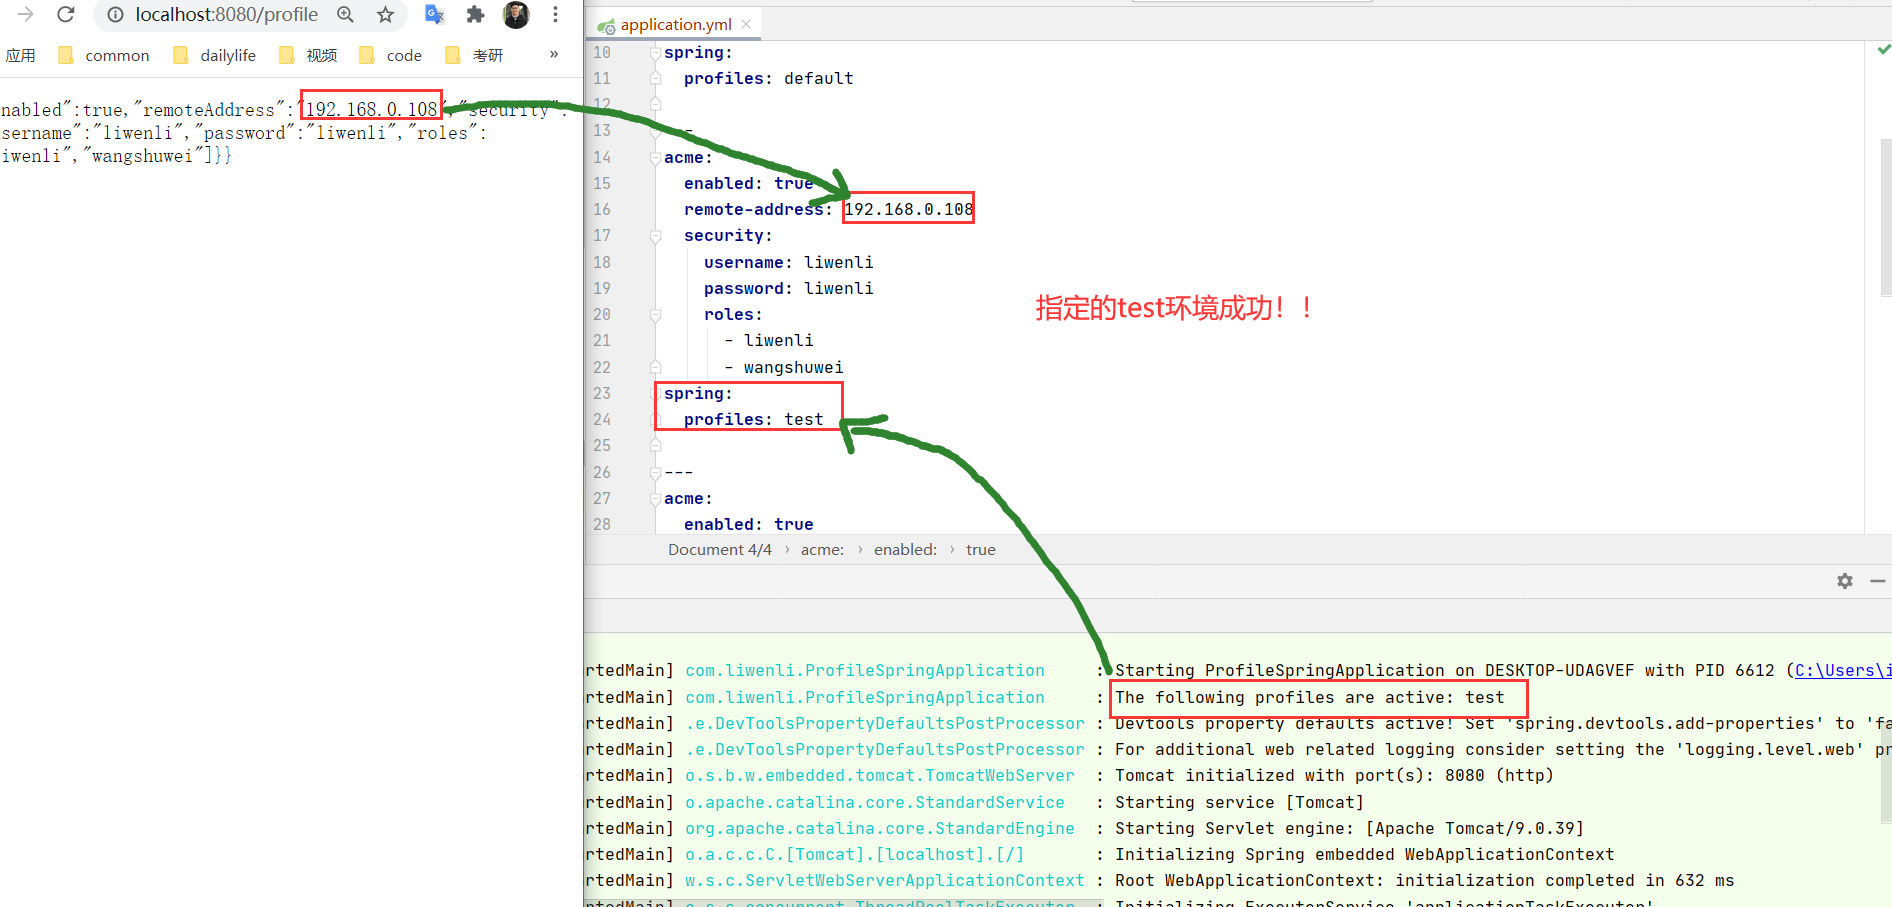 localhost:8080/profile
应用 common dailylife 视频 code 考研 »
nabled":true,"remoteAddress":"192.168.0.108","security":
sername":"liwenli","password":"liwenli","roles":
iwenli","wangshuwei"]}}
application.yml
10 spring:
11 profiles: default
12
13 -
14 acme:
15 enabled: true
16 remote-address: 192.168.0.108
17 security:
18 username: liwenli
19 password: liwenli
20 roles:
21 - liwenli
22 - wangshuwei
23 spring:
24 profiles: test
25
26 ---
27 acme:
28 enabled: true
指定的test环境成功！！
Document 4/4 › acme: › enabled: › true
rtedMain] com.liwenli.ProfileSpringApplication : Starting ProfileSpringApplication on DESKTOP-UDAGVEF with PID 6612 (C:\Users\i
rtedMain] com.liwenli.ProfileSpringApplication : The following profiles are active: test
rtedMain] .e.DevToolsPropertyDefaultsPostProcessor : Devtools property defaults active! Set 'spring.devtools.add-properties' to 'fa
rtedMain] .e.DevToolsPropertyDefaultsPostProcessor : For additional web related logging consider setting the 'logging.level.web' pr
rtedMain] o.s.b.w.embedded.tomcat.TomcatWebServer : Tomcat initialized with port(s): 8080 (http)
rtedMain] o.apache.catalina.core.StandardService : Starting service [Tomcat]
rtedMain] org.apache.catalina.core.StandardEngine : Starting Servlet engine: [Apache Tomcat/9.0.39]
rtedMain] o.a.c.c.C.[Tomcat].[localhost].[/] : Initializing Spring embedded WebApplicationContext
rtedMain] w.s.c.ServletWebServerApplicationContext : Root WebApplicationContext: initialization completed in 632 ms
rtedMain] o.s.s.concurrent.ThreadPoolTaskExecutor : Initializing ExecutorService 'applicationTaskExecutor'